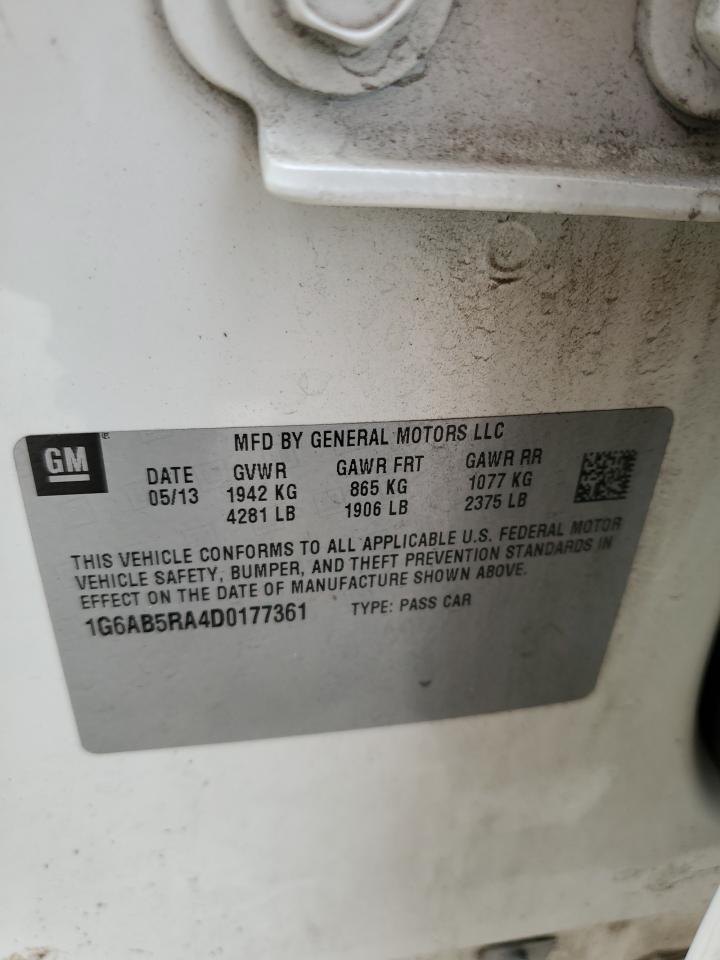 GM®
MFD BY GENERAL MOTORS LLC
DATE GVWR GAWR FRT GAWR RR
05/13 1942 KG 865 KG 1077 KG
4281 LB 1906 LB 2375 LB
THIS VEHICLE CONFORMS TO ALL APPLICABLE U.S. FEDERAL MOTOR
VEHICLE SAFETY, BUMPER, AND THEFT PREVENTION STANDARDS IN
EFFECT ON THE DATE OF MANUFACTURE SHOWN ABOVE.
1G6AB5RA4D0177361 TYPE: PASS CAR